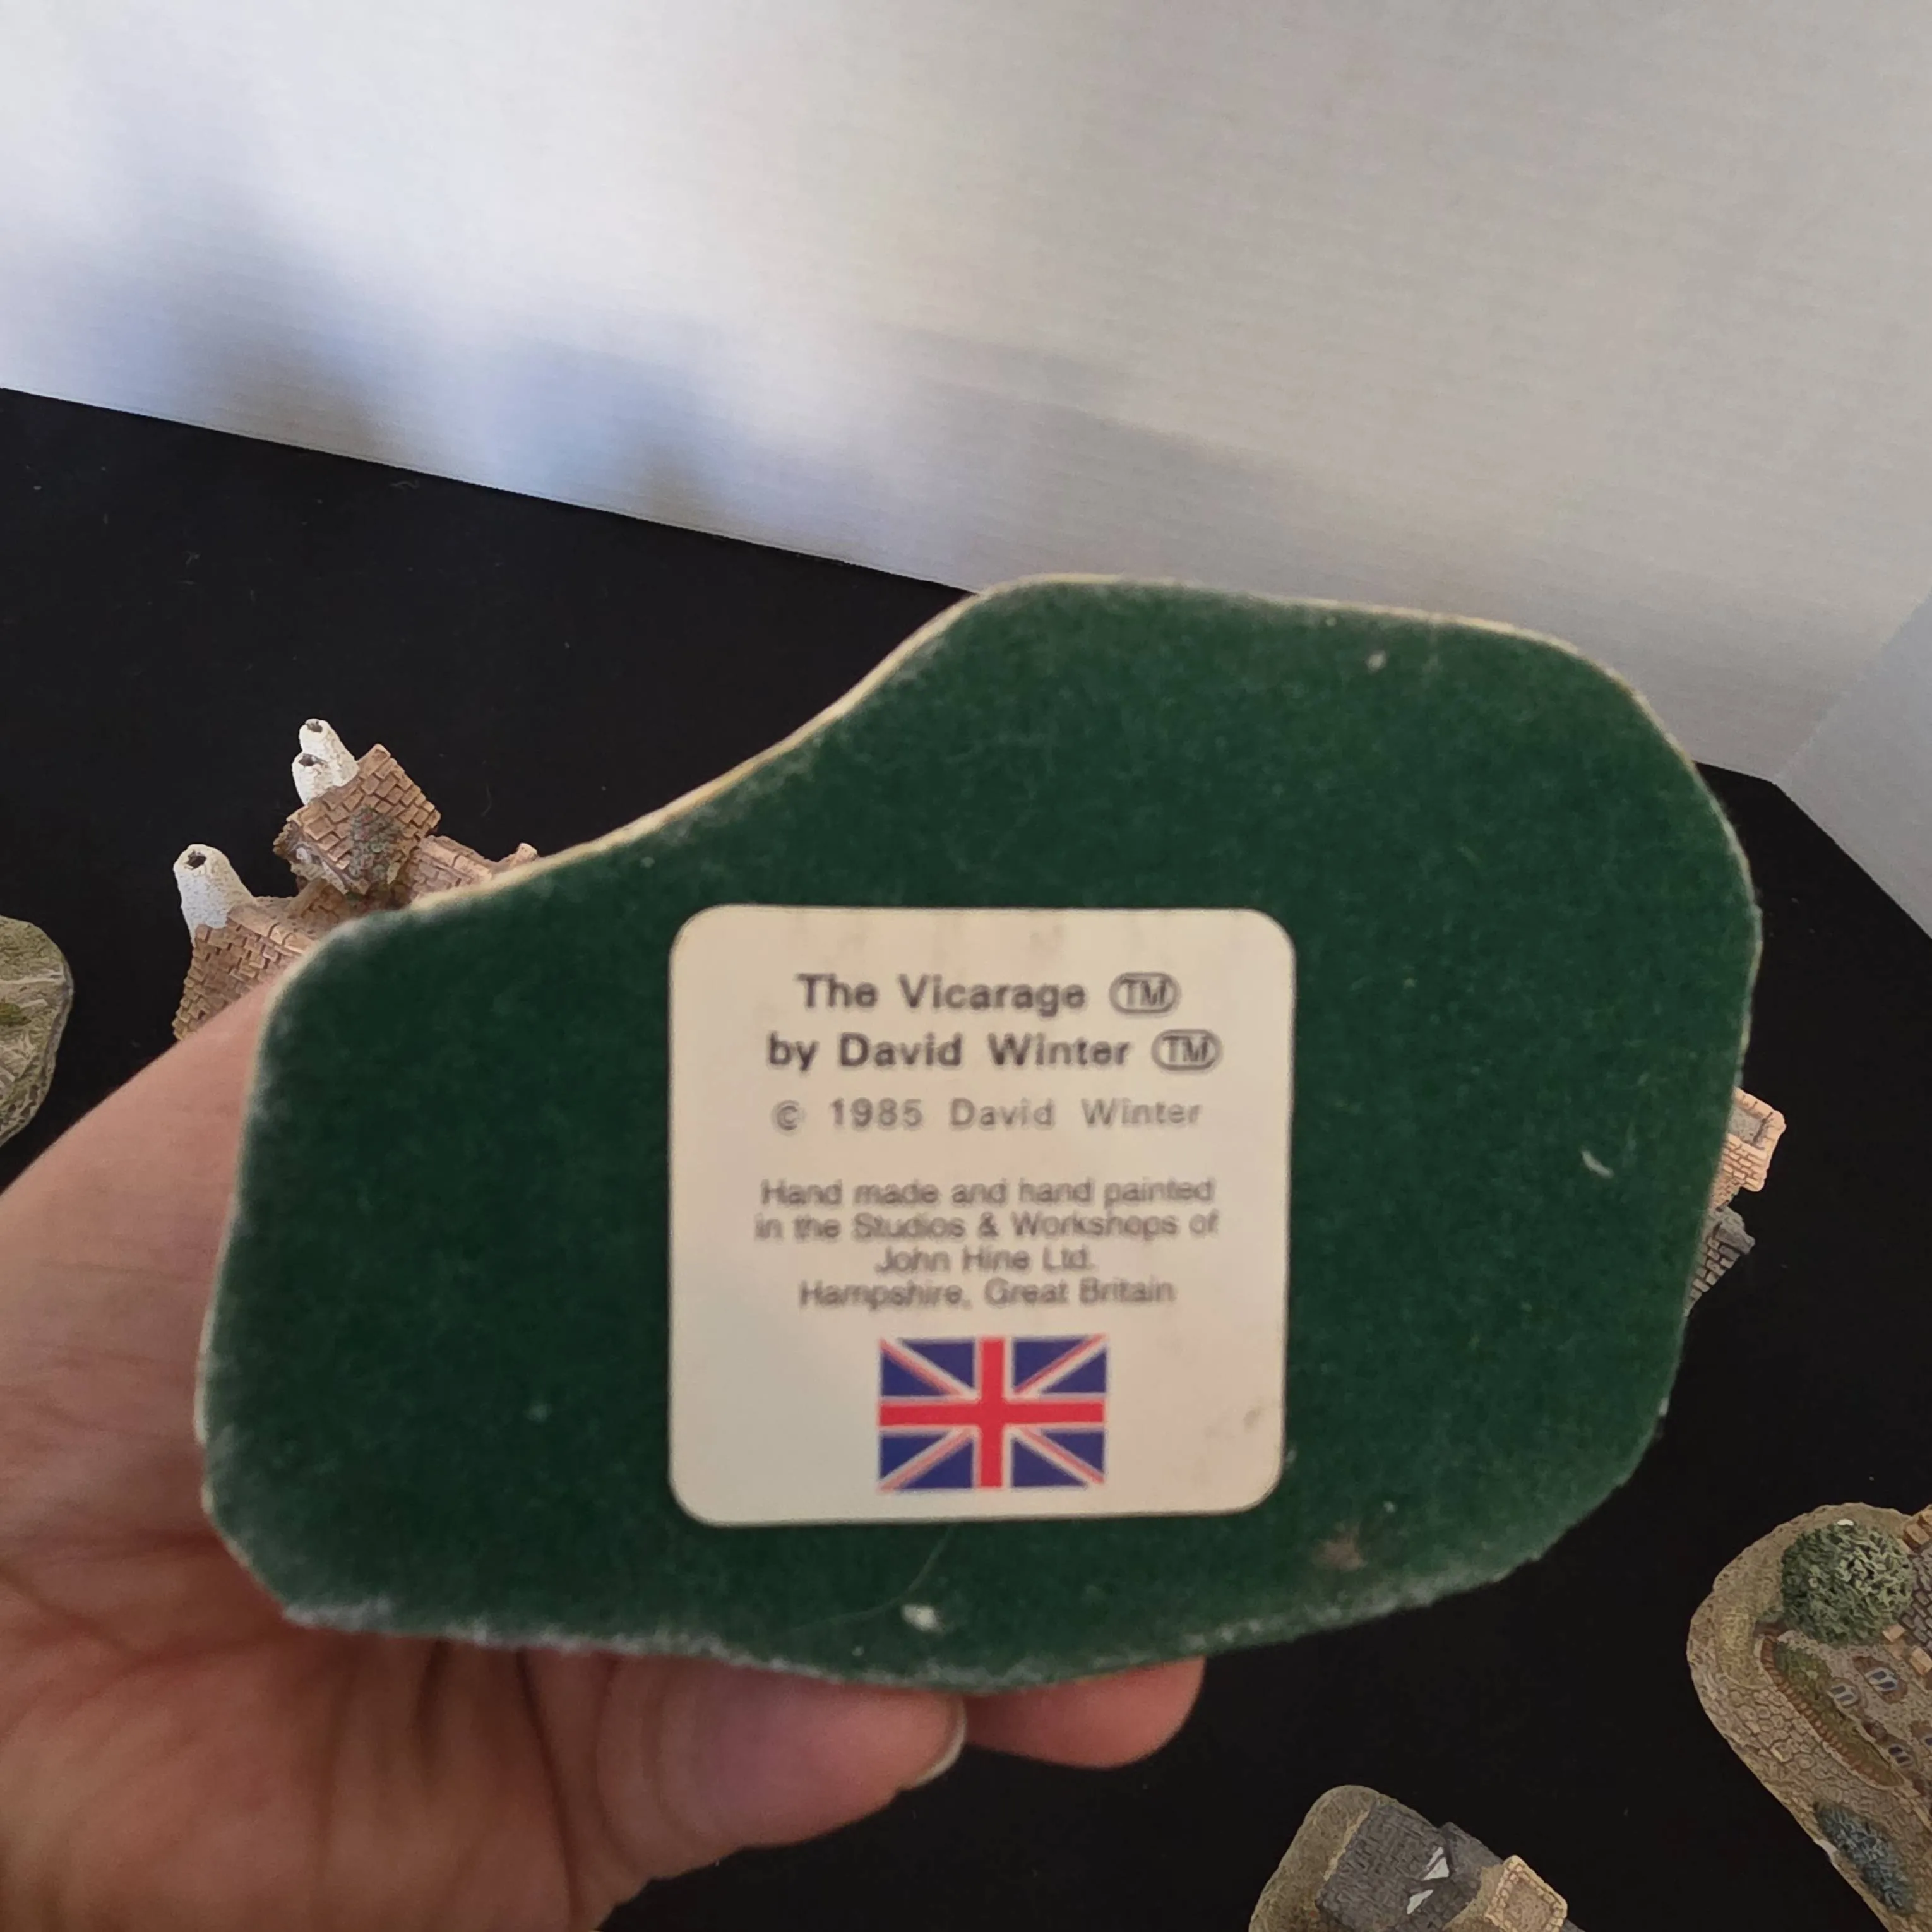 The Vicarage TM
by David Winter TM
© 1985 David Winter
Hand made and hand painted
in the Studios & Workshops of
John Hine Ltd.
Hampshire, Great Britain